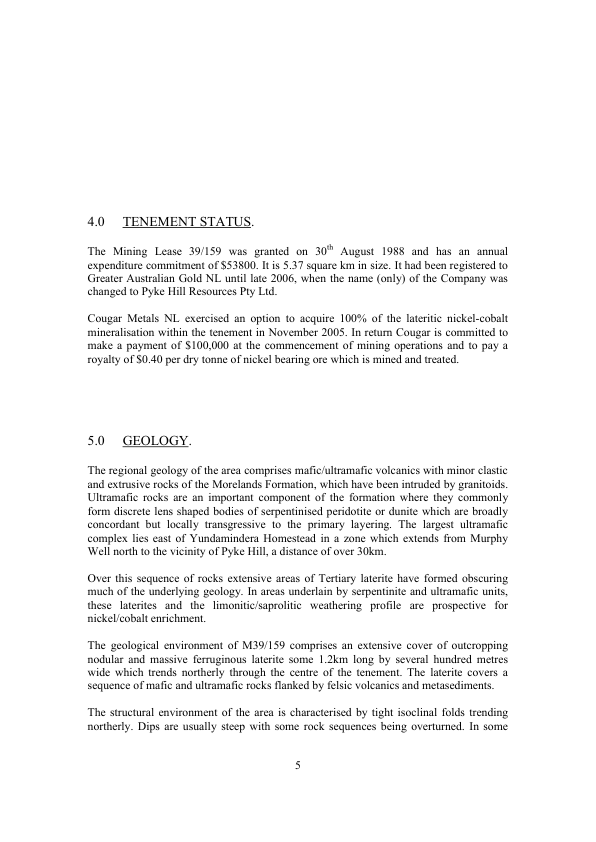 4.0 TENEMENT STATUS.
The Mining Lease 39/159 was granted on 30th August 1988 and has an annual
expenditure commitment of $53800. It is 5.37 square km in size. It had been registered to
Greater Australian Gold NL until late 2006, when the name (only) of the Company was
changed to Pyke Hill Resources Pty Ltd.
Cougar Metals NL exercised an option to acquire 100% of the lateritic nickel-cobalt
mineralisation within the tenement in November 2005. In return Cougar is committed to
make a payment of $100,000 at the commencement of mining operations and to pay a
royalty of $0.40 per dry tonne of nickel bearing ore which is mined and treated.
5.0 GEOLOGY.
The regional geology of the area comprises mafic/ultramafic volcanics with minor clastic
and extrusive rocks of the Morelands Formation, which have been intruded by granitoids.
Ultramafic rocks are an important component of the formation where they commonly
form discrete lens shaped bodies of serpentinised peridotite or dunite which are broadly
concordant but locally transgressive to the primary layering. The largest ultramafic
complex lies east of Yundamindera Homestead in a zone which extends from Murphy
Well north to the vicinity of Pyke Hill, a distance of over 30km.
Over this sequence of rocks extensive areas of Tertiary laterite have formed obscuring
much of the underlying geology. In areas underlain by serpentinite and ultramafic units,
these laterites and the limonitic/saprolitic weathering profile are prospective for
nickel/cobalt enrichment.
The geological environment of M39/159 comprises an extensive cover of outcropping
nodular and massive ferruginous laterite some 1.2km long by several hundred metres
wide which trends northerly through the centre of the tenement. The laterite covers a
sequence of mafic and ultramafic rocks flanked by felsic volcanics and metasediments.
The structural environment of the area is characterised by tight isoclinal folds trending
northerly. Dips are usually steep with some rock sequences being overturned. In some
5